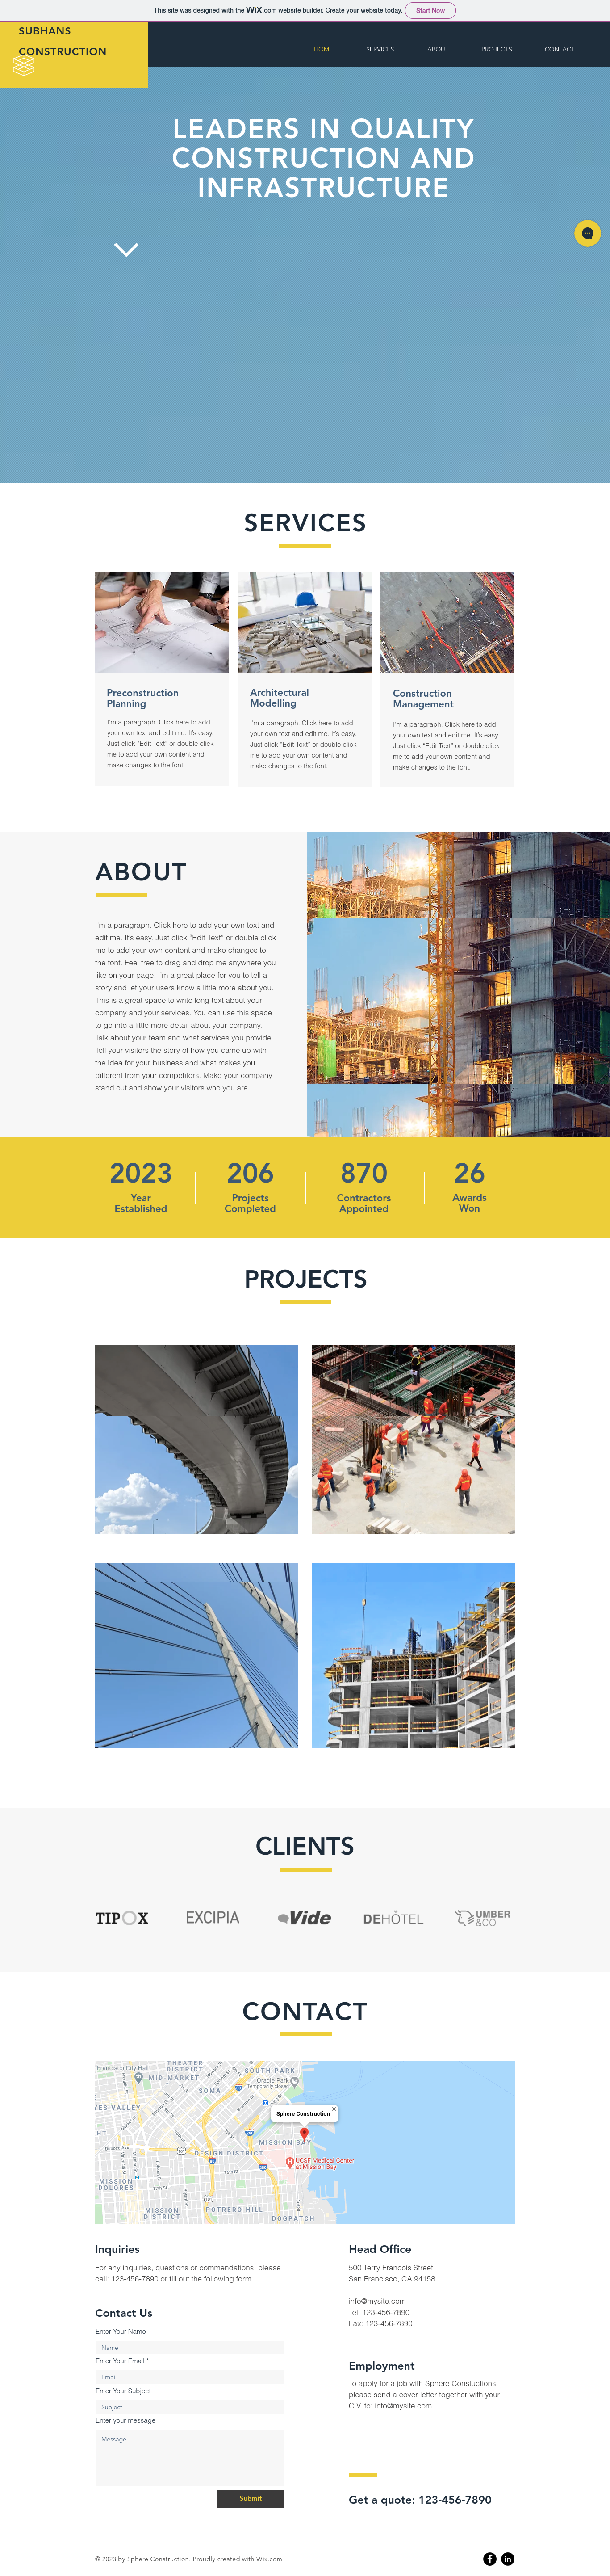 This site was designed with the WiX.com website builder. Create your website today. Start Now
SUBHANS
CONSTRUCTION
HOME SERVICES ABOUT PROJECTS CONTACT
LEADERS IN QUALITY
CONSTRUCTION AND
INFRASTRUCTURE
SERVICES
Preconstruction
Planning
I'm a paragraph. Click here to add
your own text and edit me. It's easy.
Just click "Edit Text" or double click
me to add your own content and
make changes to the font.
Architectural
Modelling
I'm a paragraph. Click here to add
your own text and edit me. It's easy.
Just click "Edit Text" or double click
me to add your own content and
make changes to the font.
Construction
Management
I'm a paragraph. Click here to add
your own text and edit me. It's easy.
Just click "Edit Text" or double click
me to add your own content and
make changes to the font.
ABOUT
I'm a paragraph. Click here to add your own text and
edit me. It's easy. Just click "Edit Text" or double click
me to add your own content and make changes to
the font. Feel free to drag and drop me anywhere you
like on your page. I'm a great place for you to tell a
story and let your users know a little more about you.
This is a great space to write long text about your
company and your services. You can use this space
to go into a little more detail about your company.
Talk about your team and what services you provide.
Tell your visitors the story of how you came up with
the idea for your business and what makes you
different from your competitors. Make your company
stand out and show your visitors who you are.
2023
Year
Established
206
Projects
Completed
870
Contractors
Appointed
26
Awards
Won
PROJECTS
CLIENTS
TIPOX
EXCIPIA
Vide
DEHOTEL
UMBER
&CO
CONTACT
Francisco City Hall
THEATER
DISTRICT
MID-MARKET
SOUTH PARK
Oracle Park
Temporarily closed
SOMA
YES VALLEY
Sphere Construction
MISSION BAY
DESIGN DISTRICT
UCSF Medical Center
at Mission Bay
16th St
17th St
MISSION
DOLORES
MISSION
DISTRICT
POTRERO HILL
DOGPATCH
Inquiries
For any inquiries, questions or commendations, please
call: 123-456-7890 or fill out the following form
Contact Us
Enter Your Name
Name
Enter Your Email *
Email
Enter Your Subject
Subject
Enter your message
Message
Submit
Head Office
500 Terry Francois Street
San Francisco, CA 94158
info@mysite.com
Tel: 123-456-7890
Fax: 123-456-7890
Employment
To apply for a job with Sphere Constuctions,
please send a cover letter together with your
C.V. to: info@mysite.com
Get a quote: 123-456-7890
© 2023 by Sphere Construction. Proudly created with Wix.com